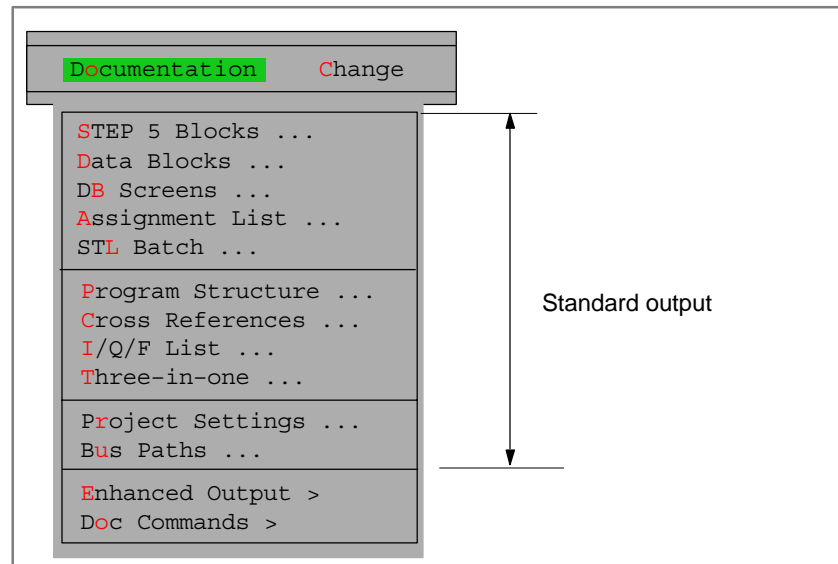 Documentation Change
STEP 5 Blocks ...
Data Blocks ...
DB Screens ...
Assignment List ...
STL Batch ...
Program Structure ...
Cross References ...
I/Q/F List ...
Three-in-one ...
Standard output
Project Settings ...
Bus Paths ...
Enhanced Output >
Doc Commands >